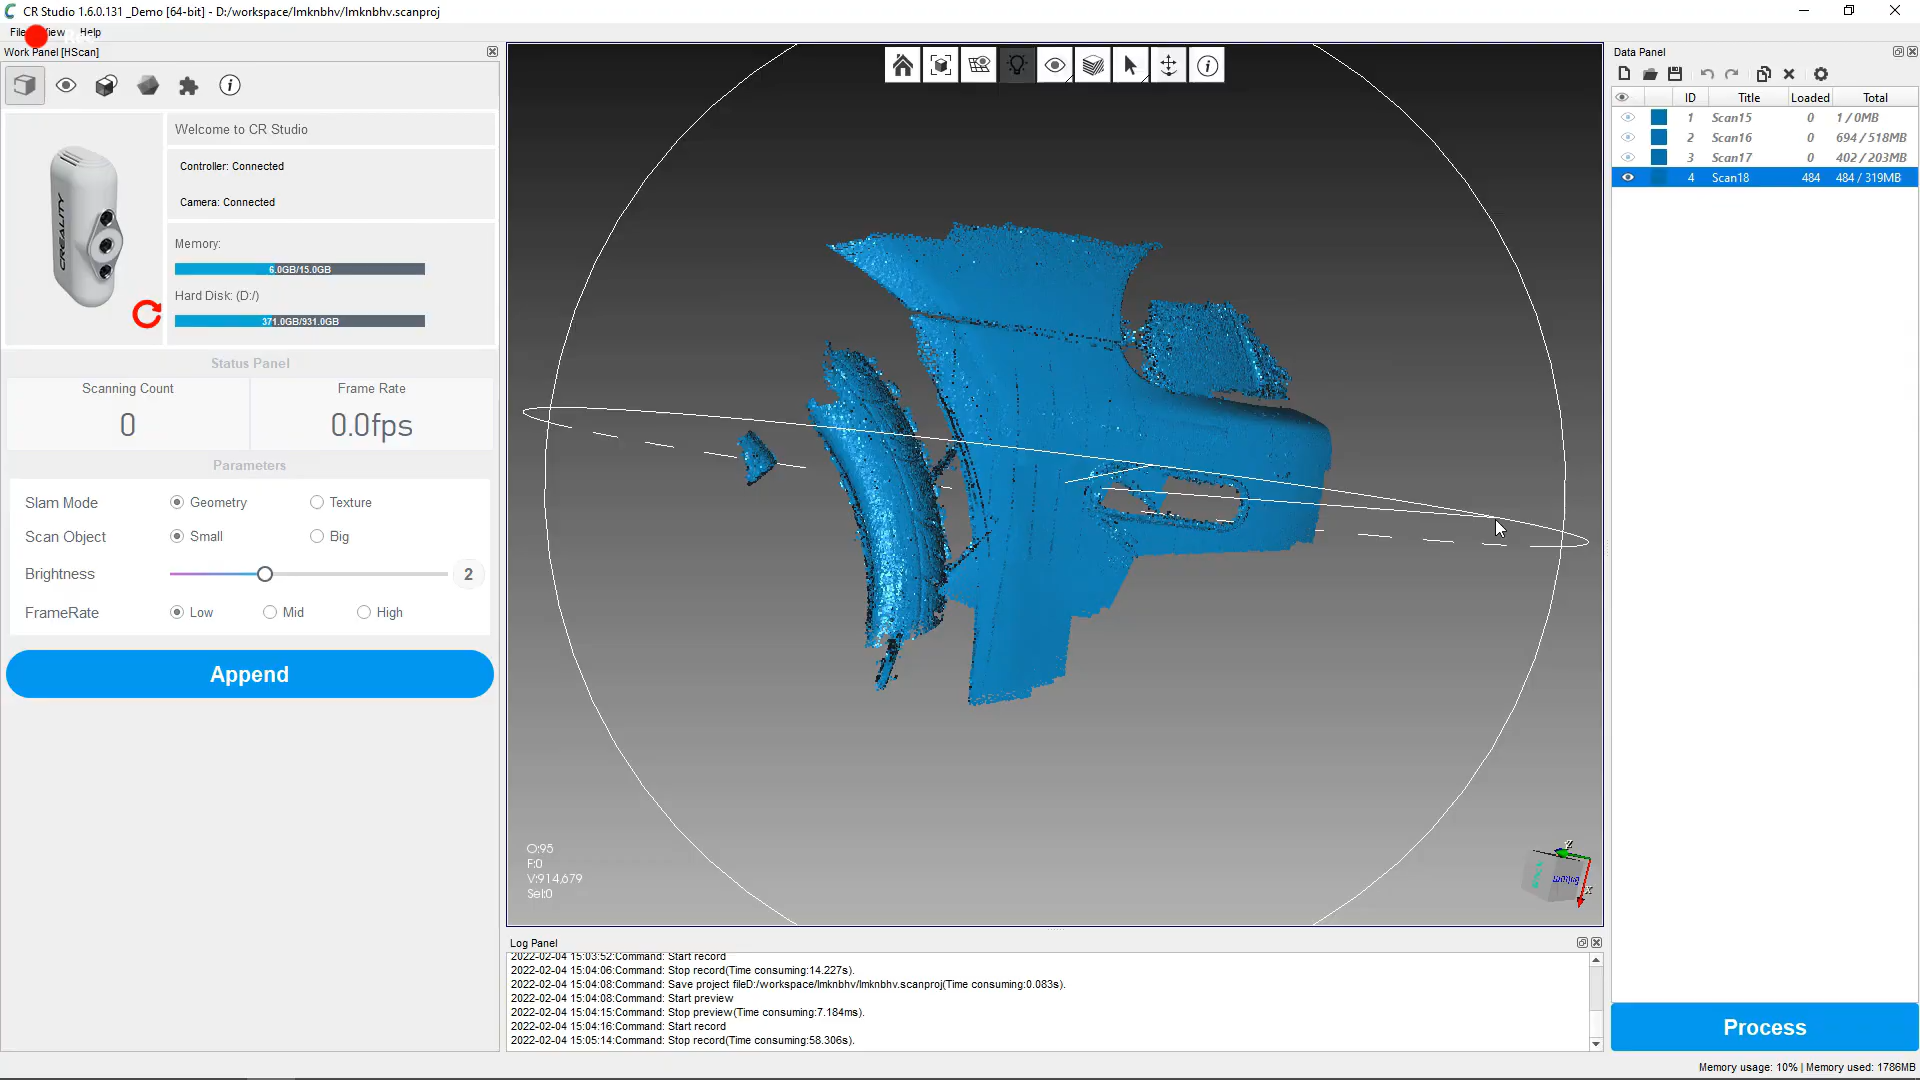 CR Studio 1.6.0.131 _Demo [64-bit] - D:/workspace/lmknbhv/lmknbhv.scanproj
Help
Work Panel [HScan]
Welcome to CR Studio
Controller: Connected
Camera: Connected
CREALITY
Memory:
6.0GB/15.0GB
Hard Disk: (D:/)
371.0GB/931.0GB
Status Panel
Scanning Count
Frame Rate
0
0.0fps
Parameters
Slam Mode Geometry Texture
Scan Object Small Big
Brightness 2
FrameRate Low Mid High
Append
O:95
F:0
V:914,679
Sel:0
Z
X
Log Panel
2022-02-04 15:03:52:Command: Start record
2022-02-04 15:04:06:Command: Stop record(Time consuming:14.227s).
2022-02-04 15:04:08:Command: Save project fileD:/workspace/lmknbhv/lmknbhv.scanproj(Time consuming:0.083s).
2022-02-04 15:04:08:Command: Start preview
2022-02-04 15:04:15:Command: Stop preview(Time consuming:7.184ms).
2022-02-04 15:04:16:Command: Start record
2022-02-04 15:05:14:Command: Stop record(Time consuming:58.306s).
Data Panel
ID Title Loaded Total
1 Scan15 0 1 / 0MB
2 Scan16 0 694 / 518MB
3 Scan17 0 402 / 203MB
4 Scan18 484 484 / 319MB
Process
Memory usage: 10% | Memory used: 1786MB